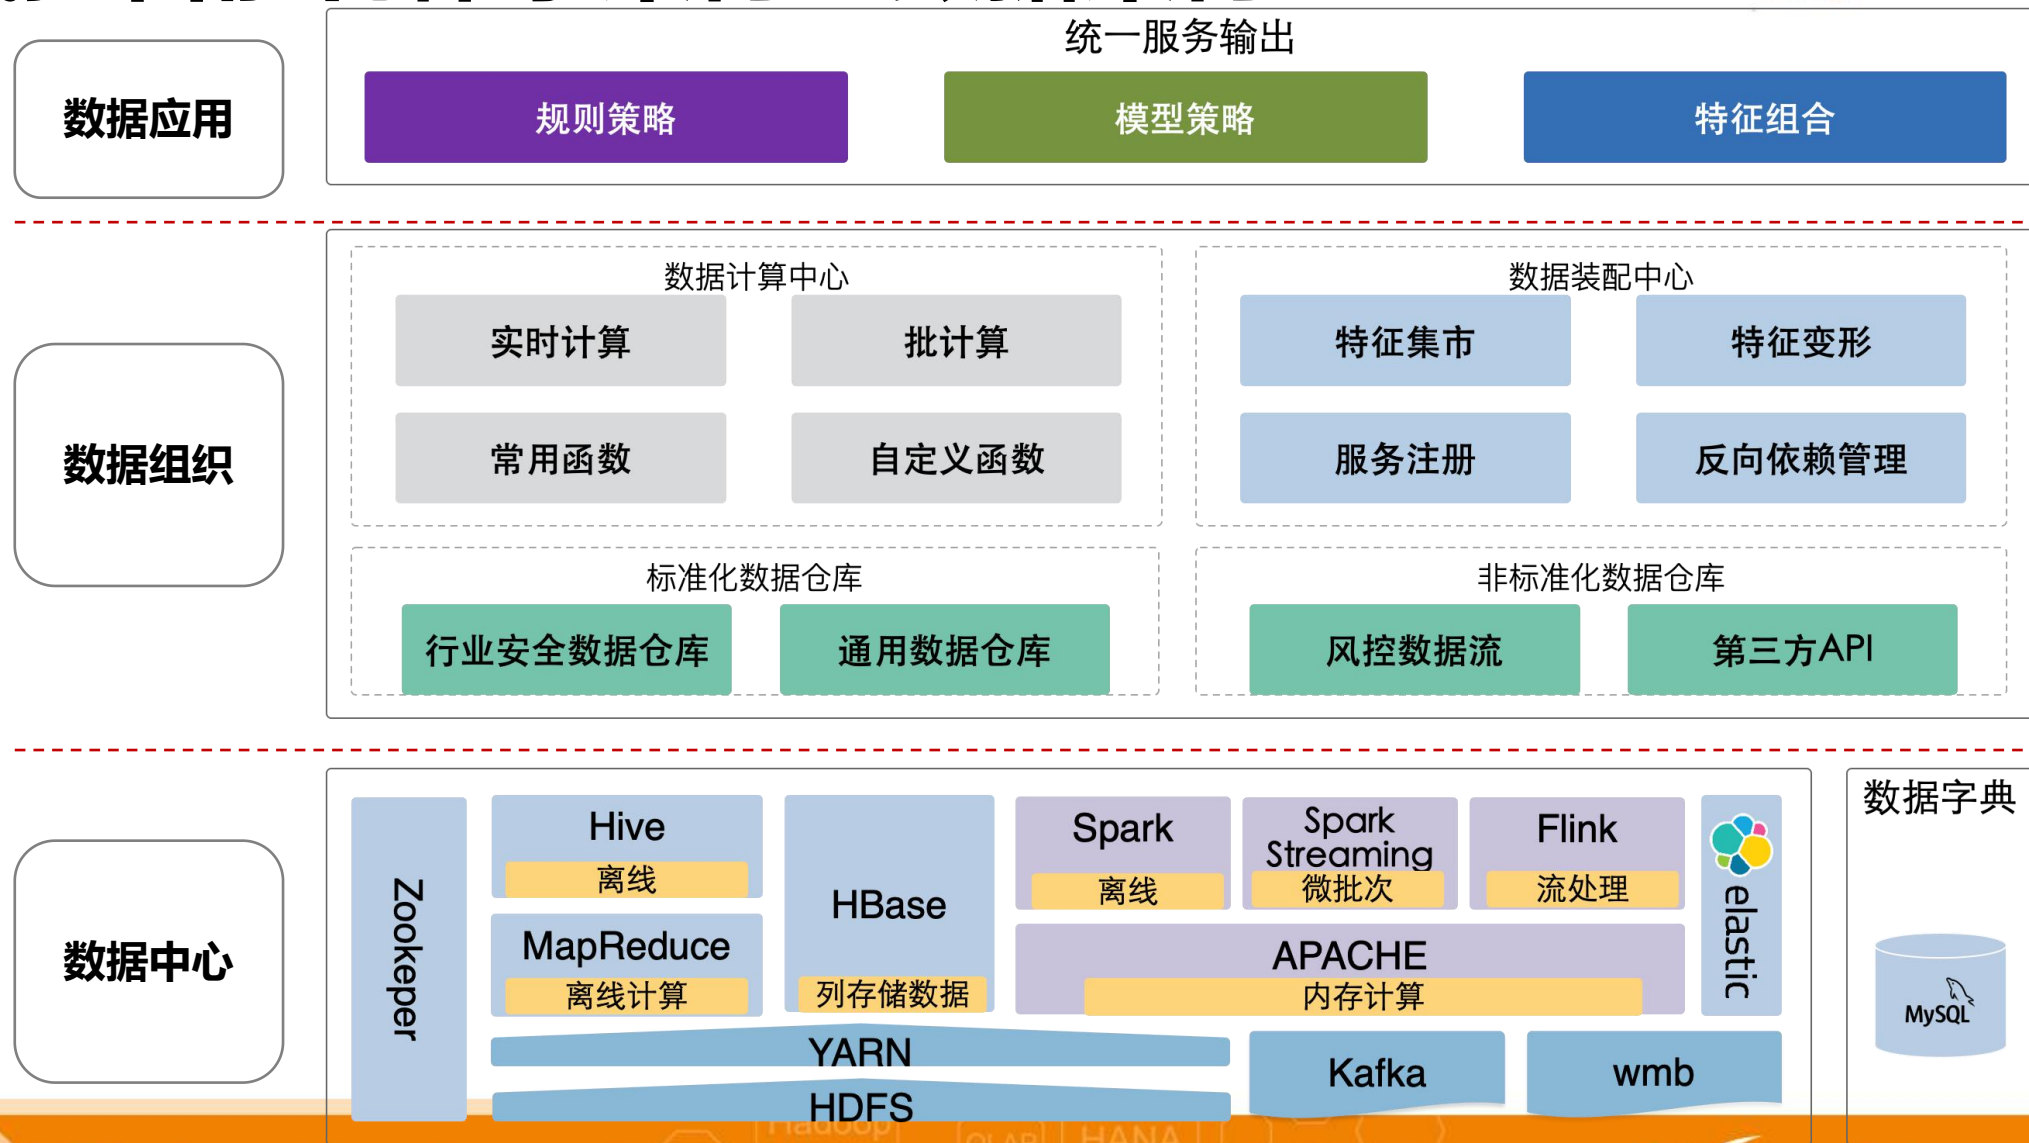 统一服务输出
数据应用
规则策略
模型策略
特征组合
数据组织
数据计算中心
实时计算
批计算
常用函数
自定义函数
数据装配中心
特征集市
特征变形
服务注册
反向依赖管理
标准化数据仓库
行业安全数据仓库
通用数据仓库
非标准化数据仓库
风控数据流
第三方API
数据中心
Zookeper
Hive
离线
MapReduce
离线计算
HBase
列存储数据
Spark
离线
Spark
Streaming
微批次
Flink
流处理
APACHE
内存计算
elastic
YARN
HDFS
Kafka
wmb
数据字典
MySQL
Hadoop
OLAP
HANA